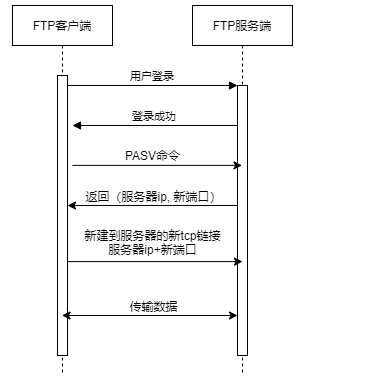 FTP客户端
FTP服务端
用户登录
登录成功
PASV命令
返回（服务器ip, 新端口）
新建到服务器的新tcp链接
服务器ip+新端口
传输数据